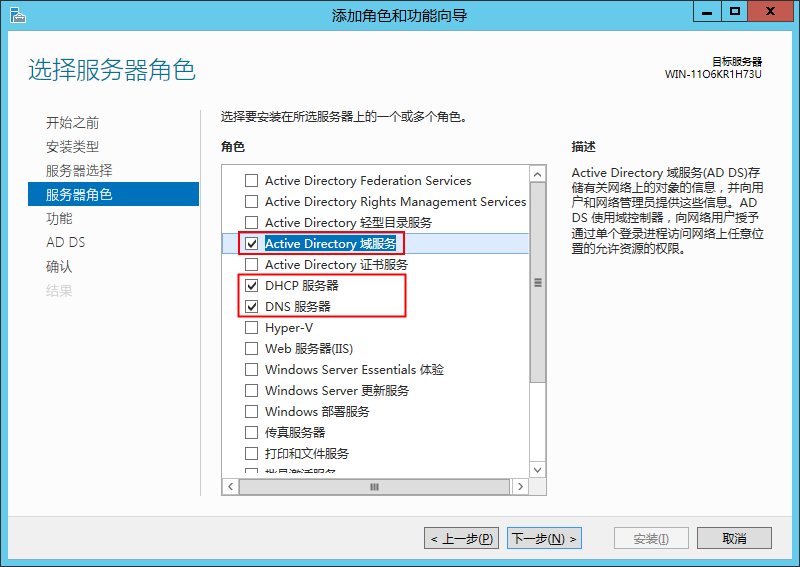 添加角色和功能向导
选择服务器角色
目标服务器
WIN-11O6KR1H73U
开始之前
安装类型
服务器选择
服务器角色
功能
AD DS
确认
结果
选择要安装在所选服务器上的一个或多个角色。
角色
Active Directory Federation Services
Active Directory Rights Management Services
Active Directory 轻型目录服务
Active Directory 域服务
Active Directory 证书服务
DHCP 服务器
DNS 服务器
Hyper-V
Web 服务器(IIS)
Windows Server Essentials 体验
Windows Server 更新服务
Windows 部署服务
传真服务器
打印和文件服务
批量激活服务
描述
Active Directory 域服务(AD DS)存
储有关网络上的对象的信息，并向用
户和网络管理员提供这些信息。AD
DS 使用域控制器，向网络用户授予
通过单个登录进程访问网络上任意位置
的允许资源的权限。
< 上一步(P)
下一步(N) >
安装(I)
取消